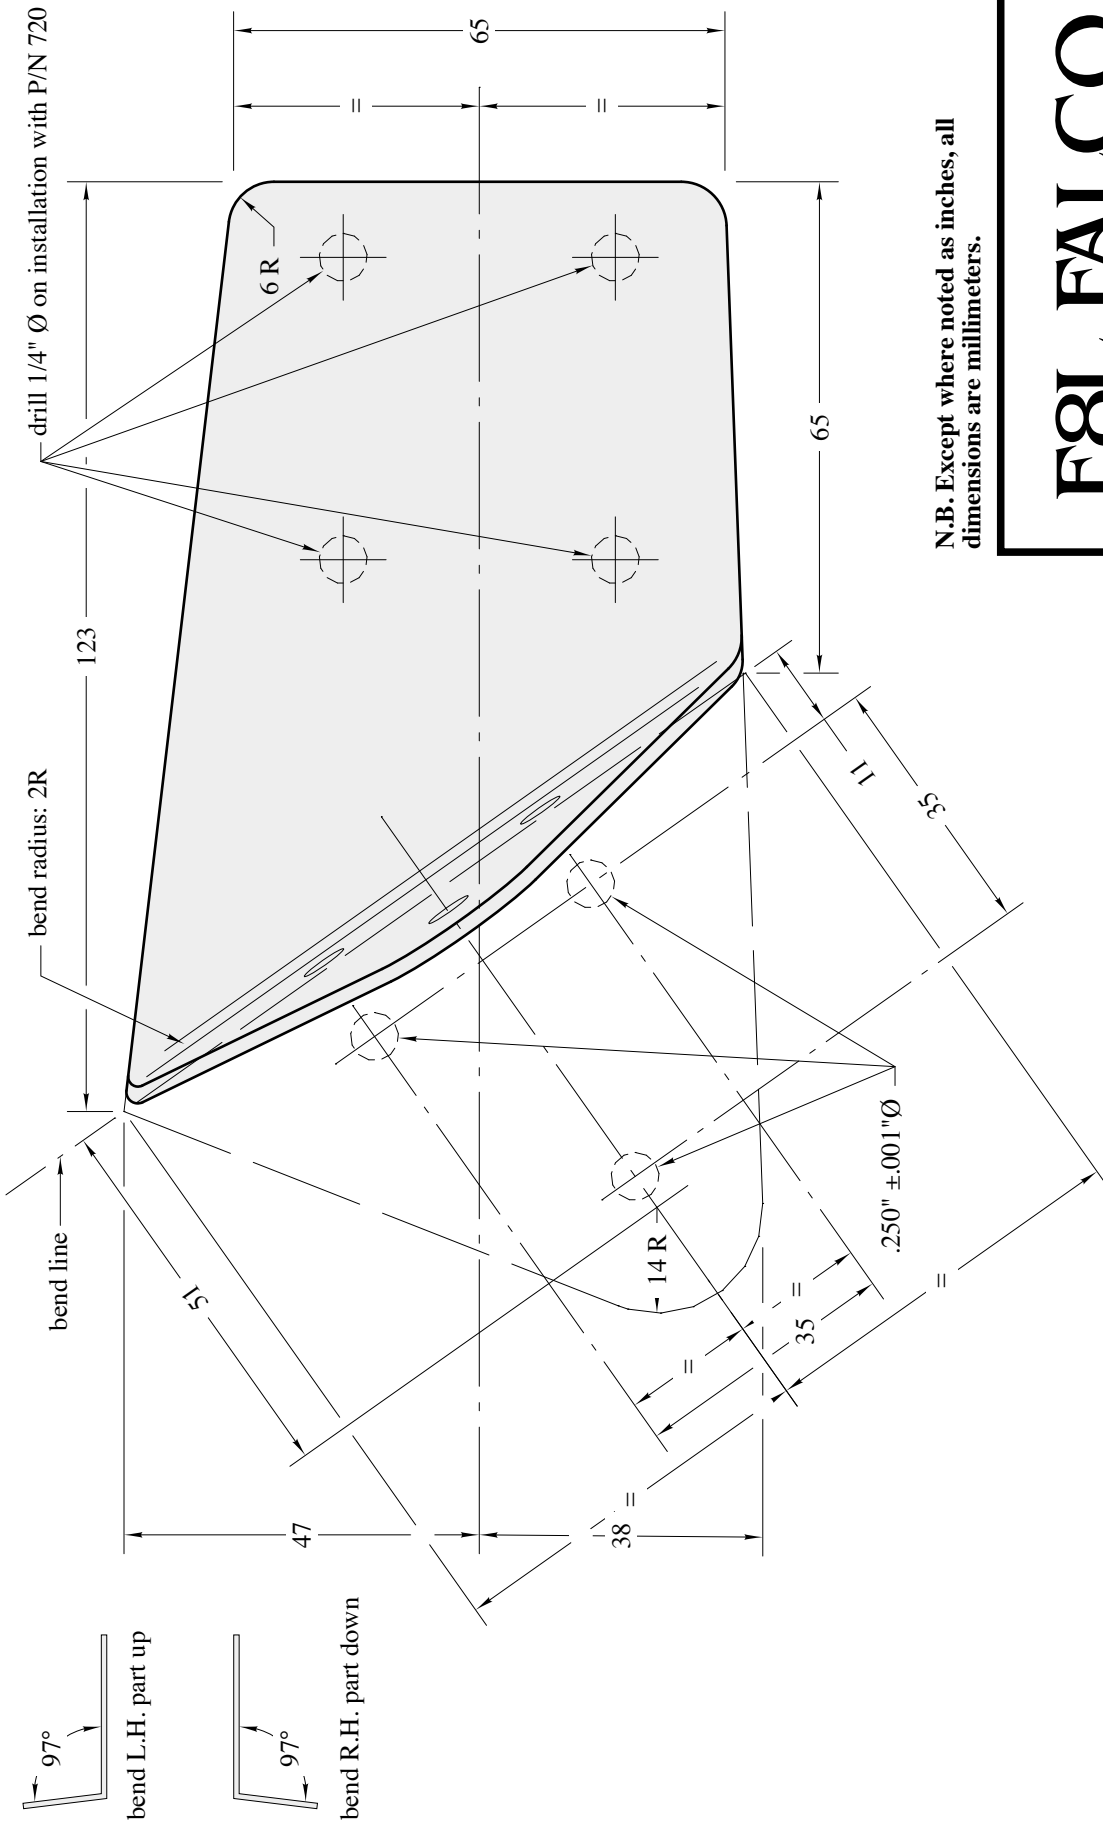 drill 1/4" Ø on installation with P/N 720
65
=
=
123
6 R
65
bend radius: 2R
bend line
11
35
51
14 R
.250" ±.001"Ø
=
35
=
=
=
47
38
97°
bend L.H. part up
97°
bend R.H. part down
N.B. Except where noted as inches, all
dimensions are millimeters.
F8L FALCO